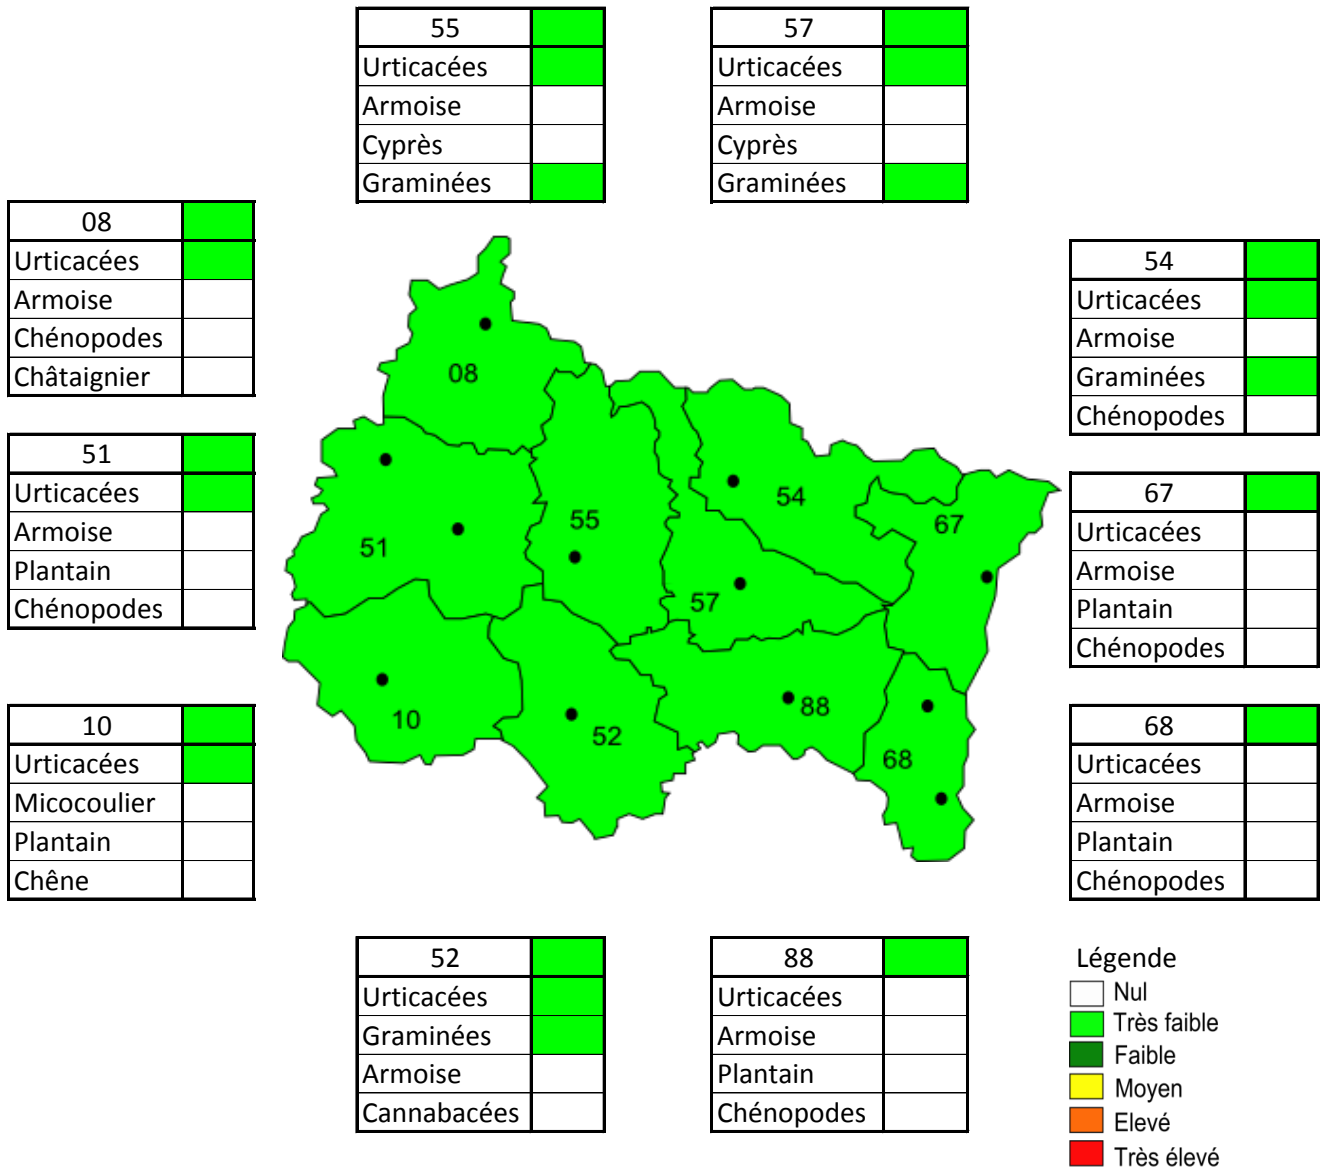 55
Urticacées
Armoise
Cyprès
Graminées
57
Urticacées
Armoise
Cyprès
Graminées
08
Urticacées
Armoise
Chénopodes
Châtaignier
54
Urticacées
Armoise
Graminées
Chénopodes
51
Urticacées
Armoise
Plantain
Chénopodes
67
Urticacées
Armoise
Plantain
Chénopodes
10
Urticacées
Micocoulier
Plantain
Chêne
68
Urticacées
Armoise
Plantain
Chénopodes
08
54
55
67
51
57
88
10
52
68
52
Urticacées
Graminées
Armoise
Cannabacées
88
Urticacées
Armoise
Plantain
Chénopodes
Légende
Nul
Très faible
Faible
Moyen
Elevé
Très élevé